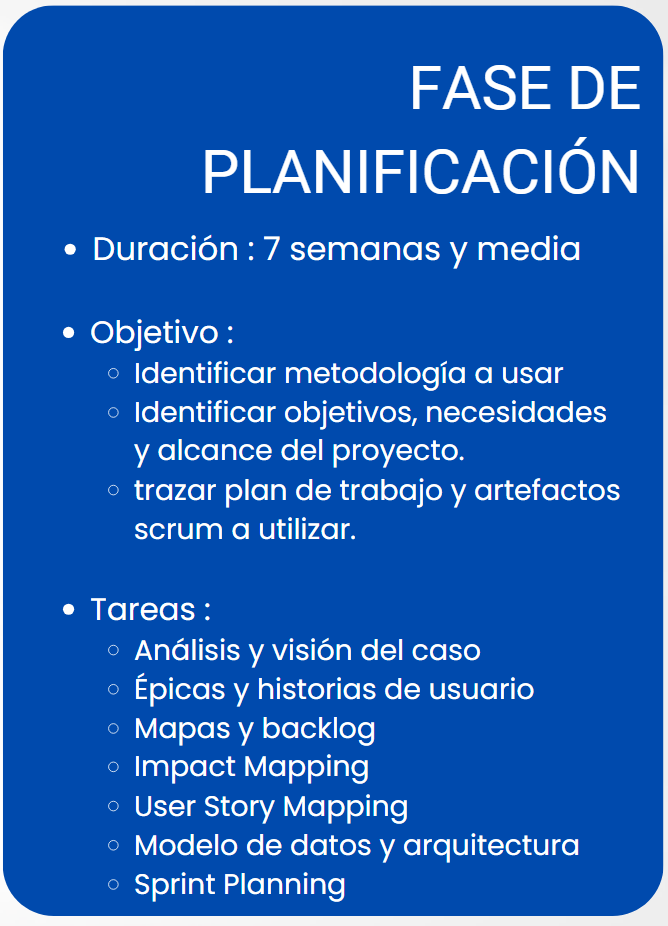 FASE DE
PLANIFICACIÓN
• Duración : 7 semanas y media
• Objetivo :
○ Identificar metodología a usar
○ Identificar objetivos, necesidades
y alcance del proyecto.
○ trazar plan de trabajo y artefactos
scrum a utilizar.
• Tareas :
○ Análisis y visión del caso
○ Épicas y historias de usuario
○ Mapas y backlog
○ Impact Mapping
○ User Story Mapping
○ Modelo de datos y arquitectura
○ Sprint Planning